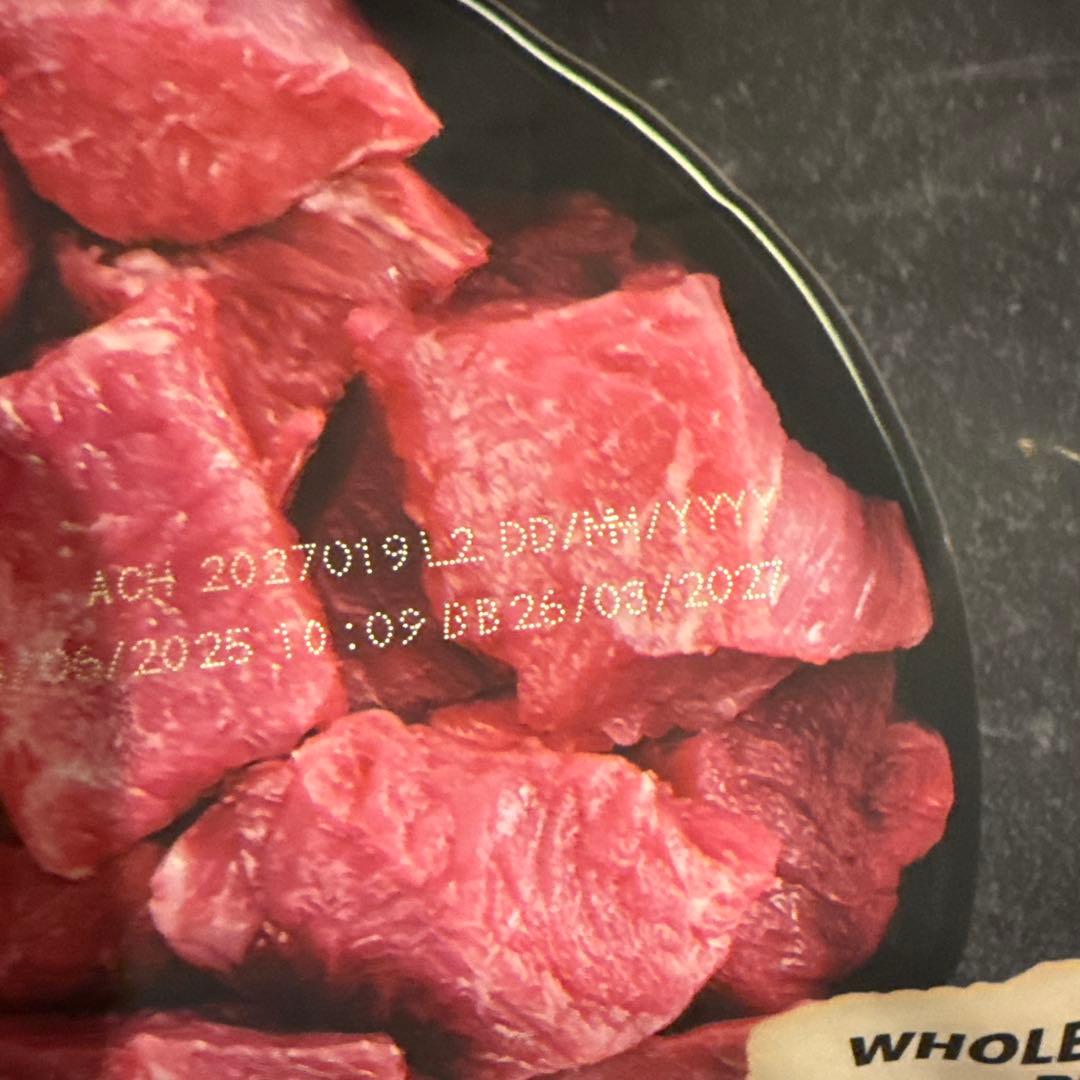 ACH 2027019 L2 DD/MM/YYYY
/06/2025 10:09 BB 26/03/2027
WHOLE